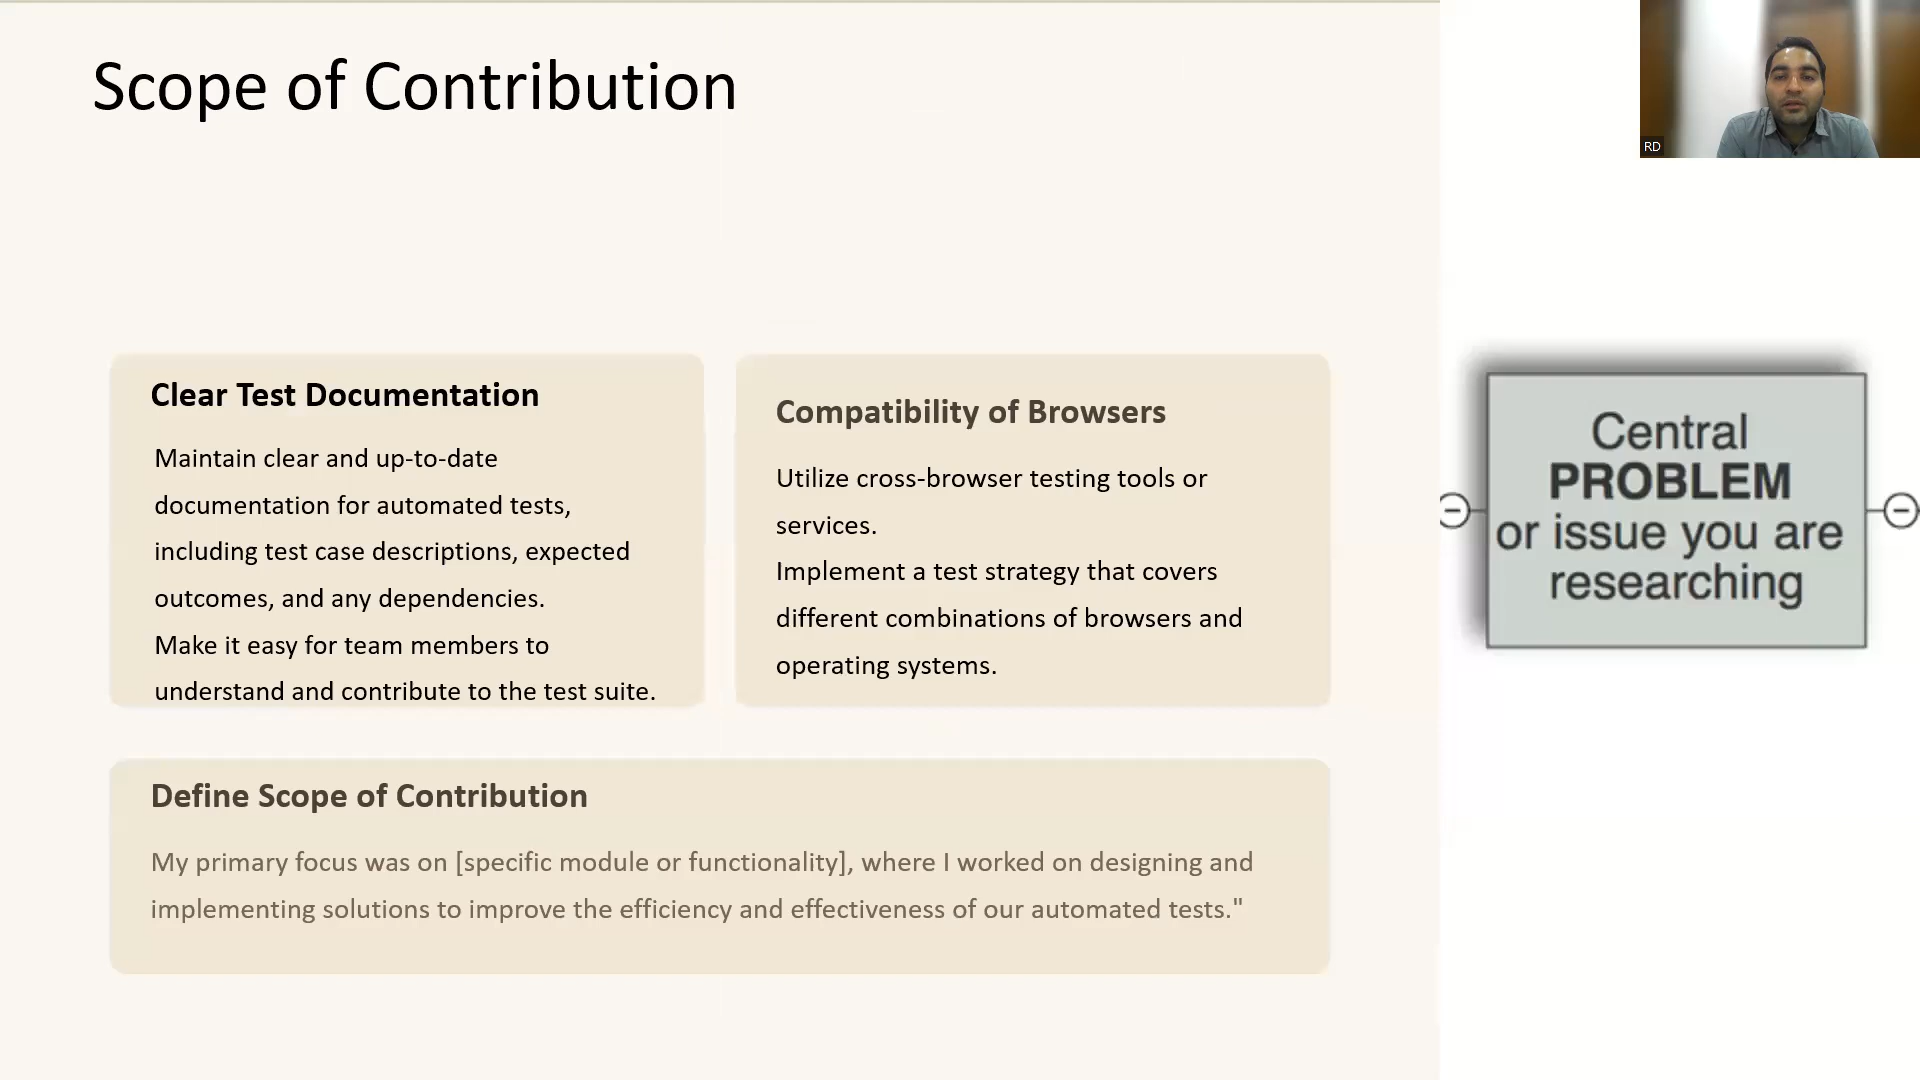 Scope of Contribution
RD
Clear Test Documentation
Maintain clear and up-to-date
documentation for automated tests,
including test case descriptions, expected
outcomes, and any dependencies.
Make it easy for team members to
understand and contribute to the test suite.
Compatibility of Browsers
Utilize cross-browser testing tools or
services.
Implement a test strategy that covers
different combinations of browsers and
operating systems.
Central
PROBLEM
or issue you are
researching
Define Scope of Contribution
My primary focus was on [specific module or functionality], where I worked on designing and
implementing solutions to improve the efficiency and effectiveness of our automated tests."